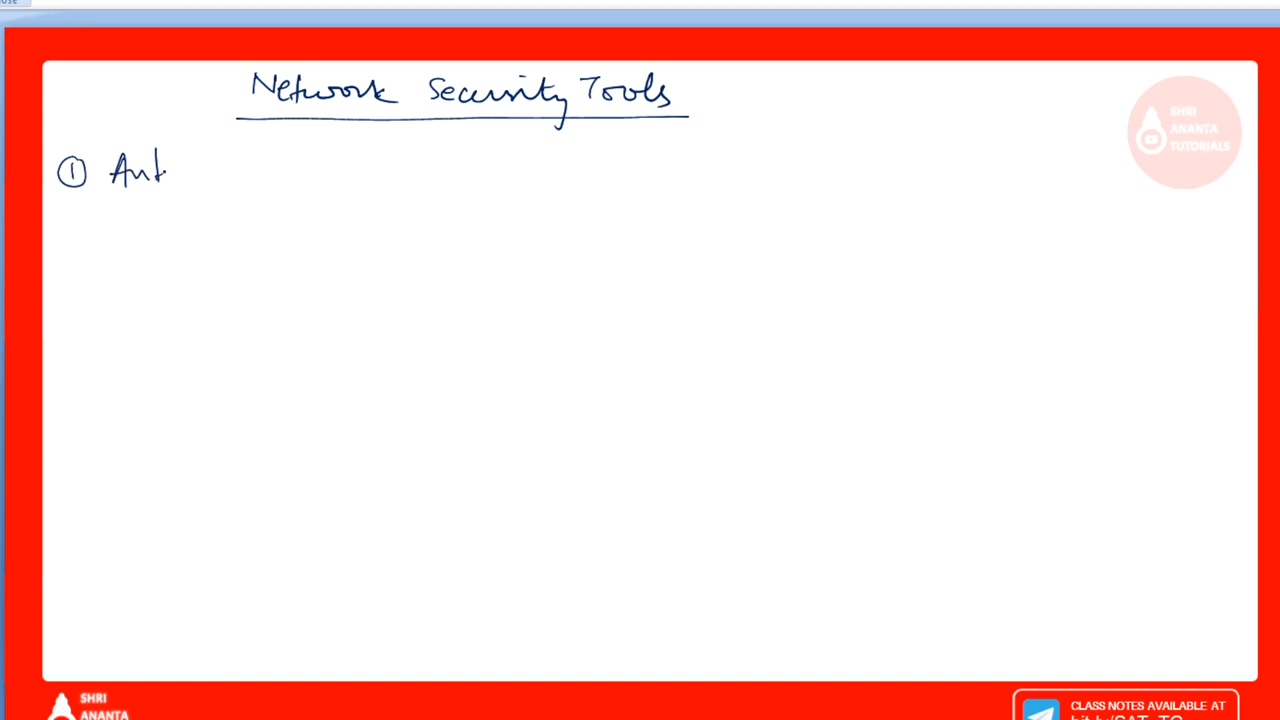 Network Security Tools
① Ant
SHRI
ANANTA
TUTORIALS
SHRI
ANANTA
CLASS NOTES AVAILABLE AT